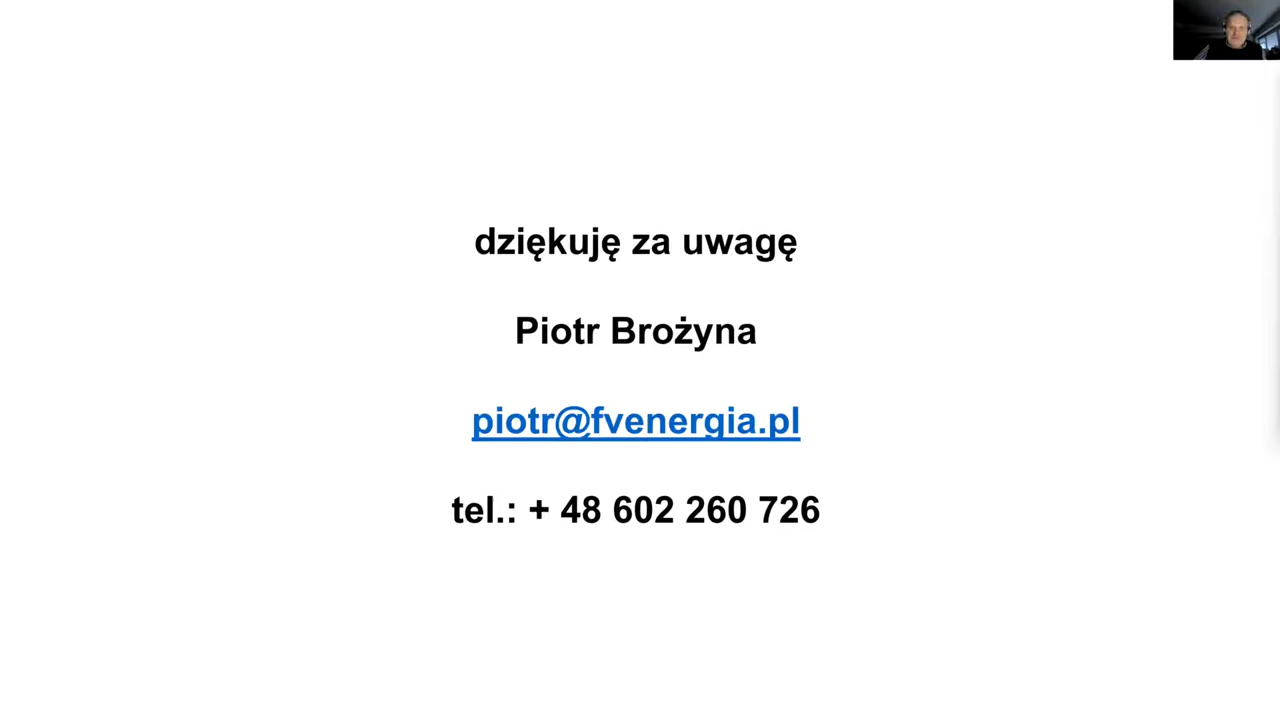 dziękuję za uwagę
Piotr Brożyna
piotr@fvenergia.pl
tel.: + 48 602 260 726